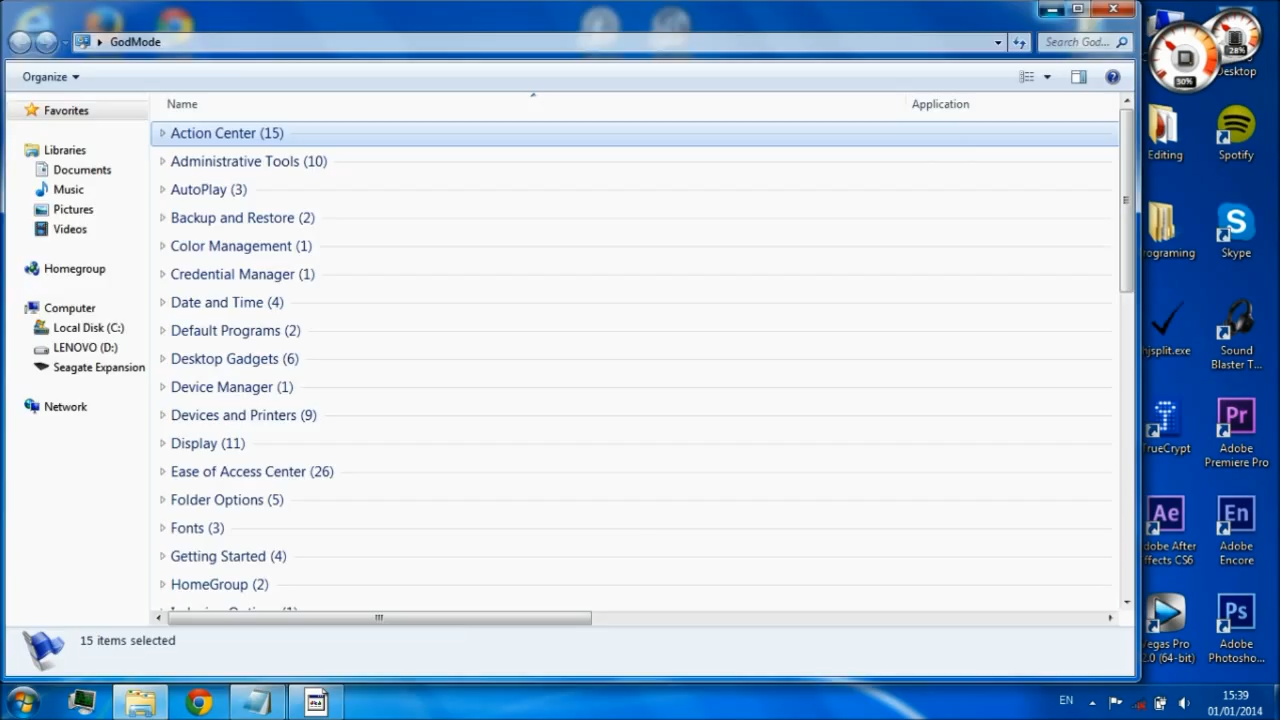 GodMode
Search God...
Organize
Name
Application
Favorites
Libraries
Documents
Music
Pictures
Videos
Homegroup
Computer
Local Disk (C:)
LENOVO (D:)
Seagate Expansion
Network
Action Center (15)
Administrative Tools (10)
AutoPlay (3)
Backup and Restore (2)
Color Management (1)
Credential Manager (1)
Date and Time (4)
Default Programs (2)
Desktop Gadgets (6)
Device Manager (1)
Devices and Printers (9)
Display (11)
Ease of Access Center (26)
Folder Options (5)
Fonts (3)
Getting Started (4)
HomeGroup (2)
15 items selected
30%
28%
Desktop
Editing
Spotify
rograming
Skype
hjsplit.exe
Sound
Blaster T...
TrueCrypt
Pr
Adobe
Premiere Pro
Ae
dobe After
ffects CS6
En
Adobe
Encore
Vegas Pro
2.0 (64-bit)
Ps
Adobe
Photosho...
EN
15:39
01/01/2014